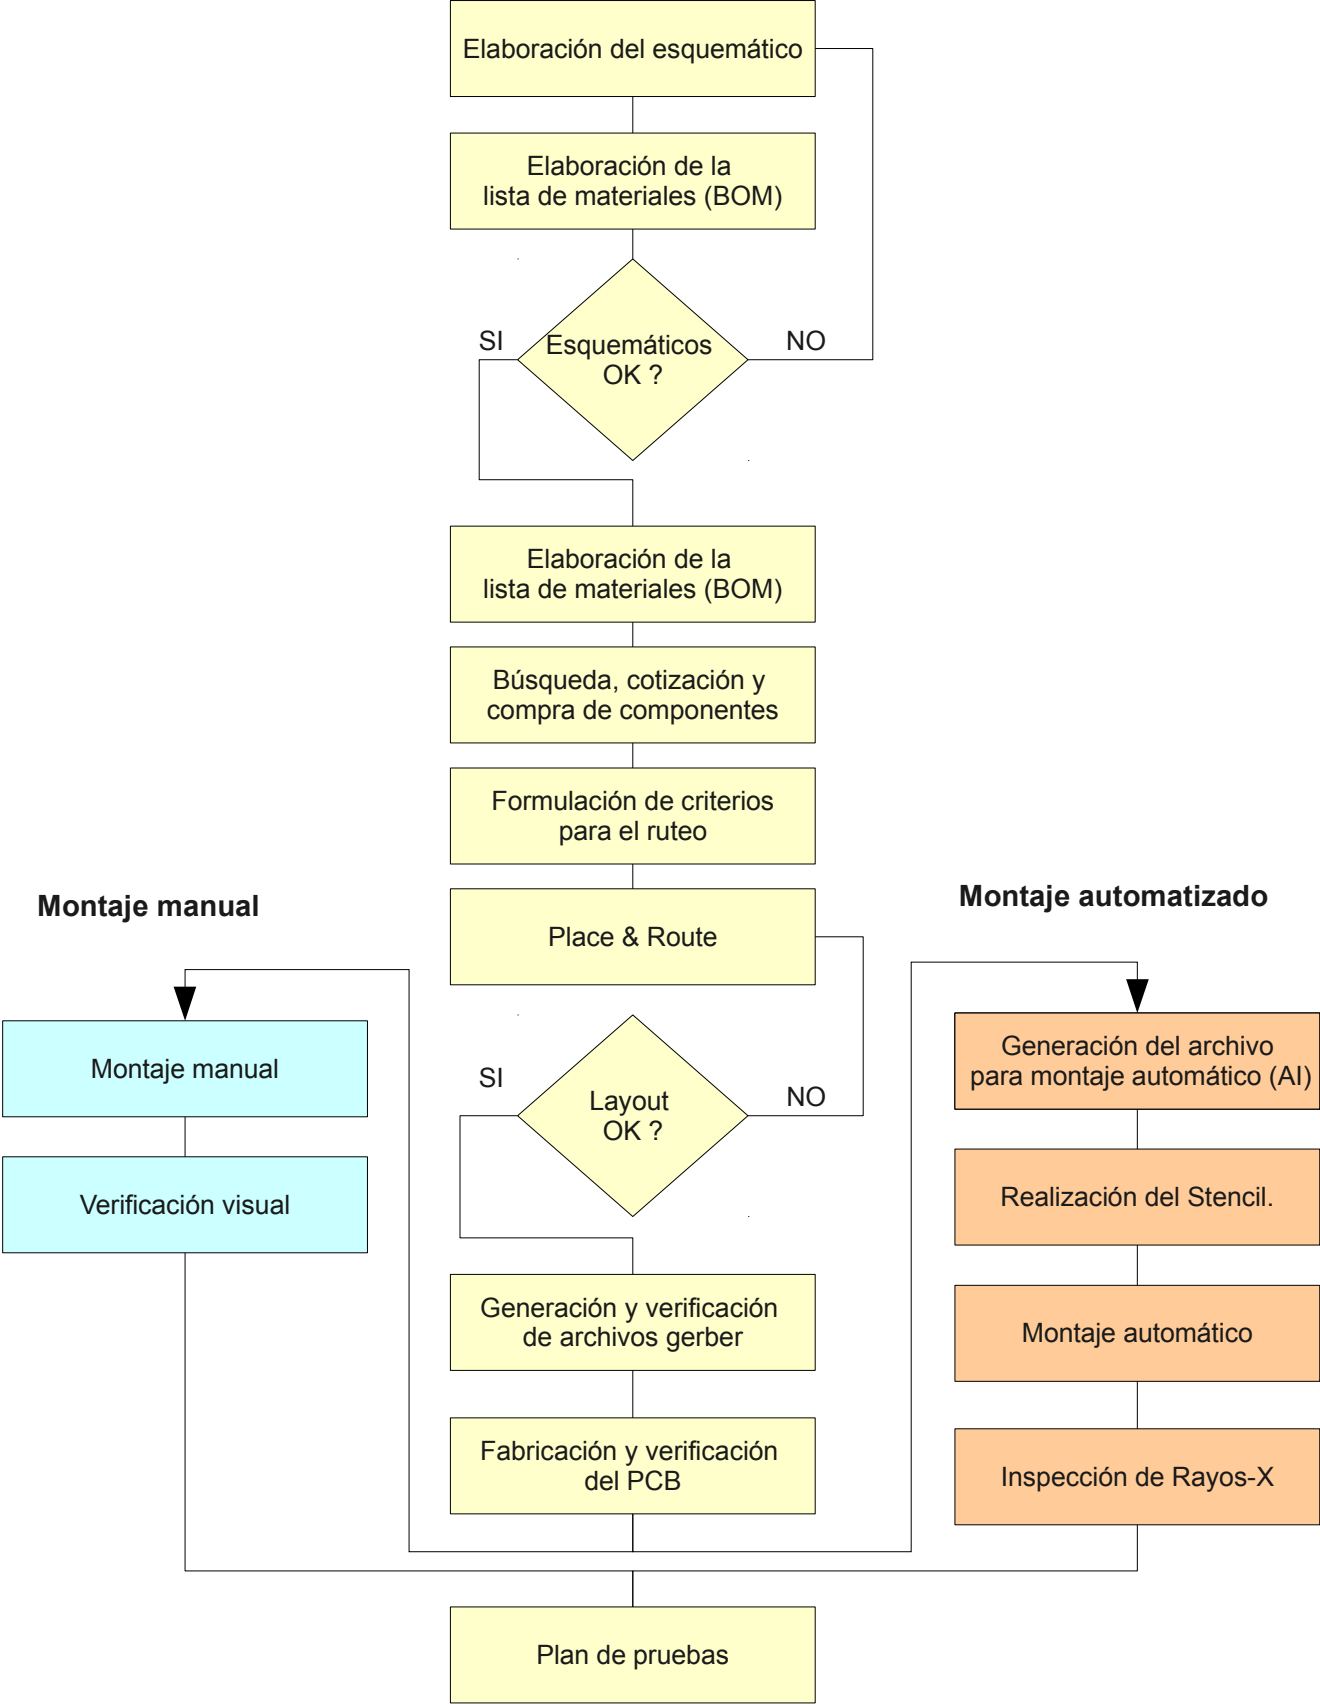 Elaboración del esquemático
Elaboración de la
lista de materiales (BOM)
SI
Esquemáticos
OK ?
NO
Elaboración de la
lista de materiales (BOM)
Búsqueda, cotización y
compra de componentes
Formulación de criterios
para el ruteo
Place & Route
SI
Layout
OK ?
NO
Generación y verificación
de archivos gerber
Fabricación y verificación
del PCB
Montaje manual
Montaje manual
Verificación visual
Montaje automatizado
Generación del archivo
para montaje automático (AI)
Realización del Stencil.
Montaje automático
Inspección de Rayos-X
Plan de pruebas